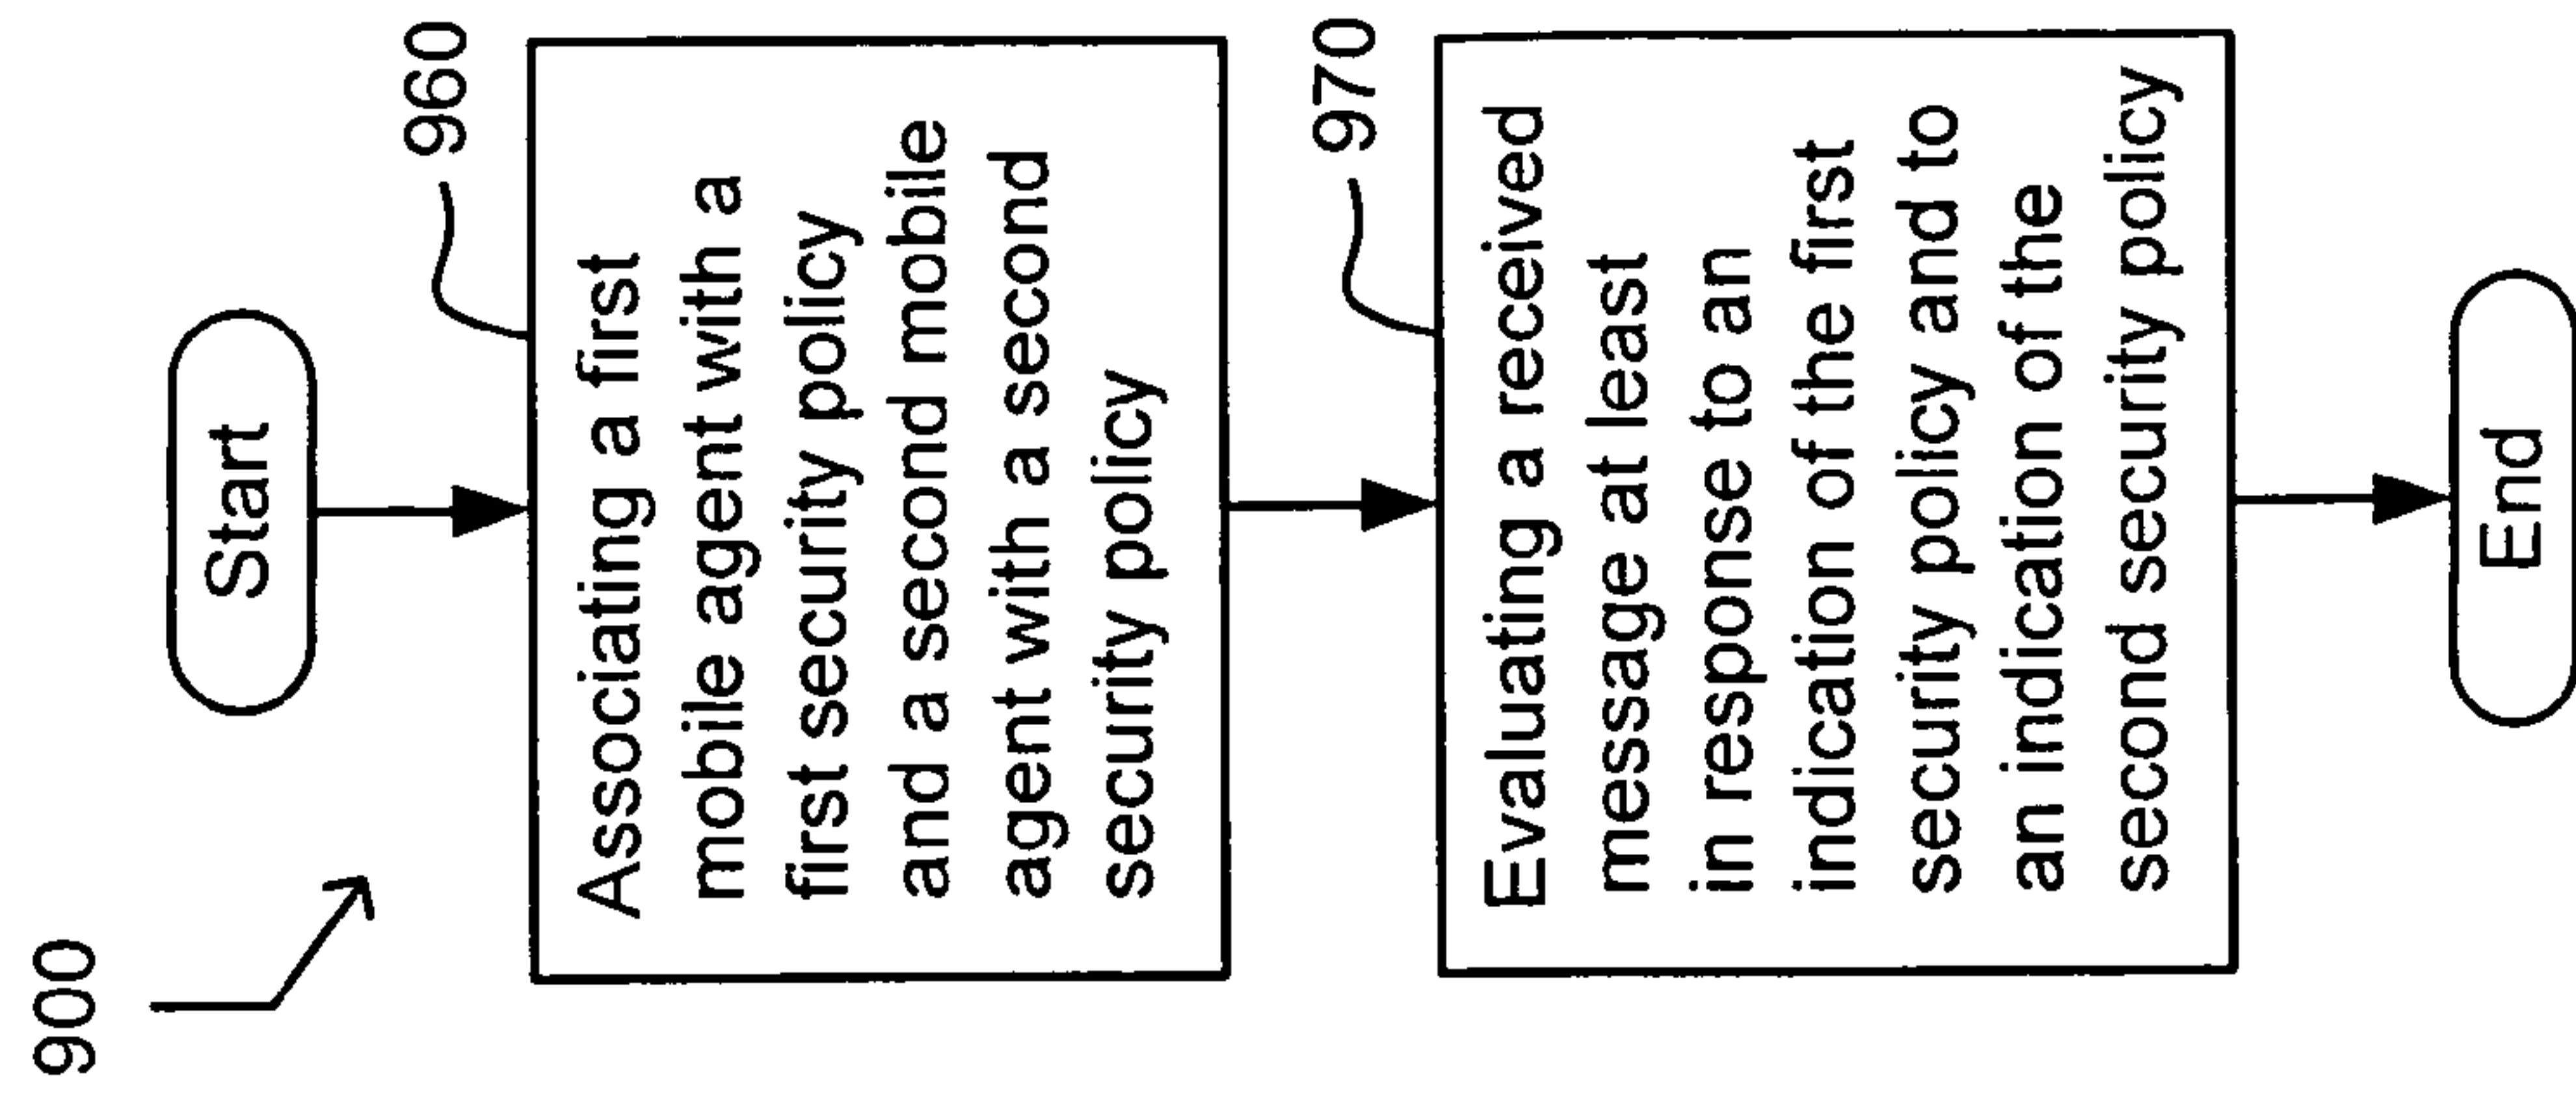 900
Start
960
Associating a first
mobile agent with a
first security policy
and a second mobile
agent with a second
security policy
970
Evaluating a received
message at least
in response to an
indication of the first
security policy and to
an indication of the
second security policy
End